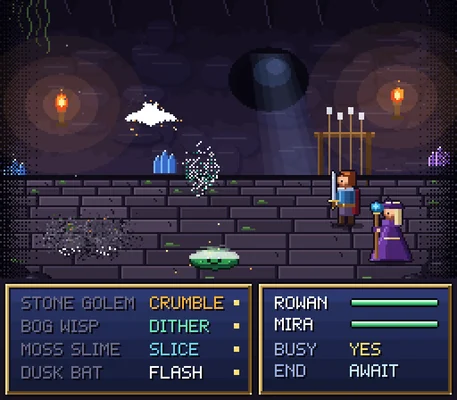 STONE GOLEM CRUMBLE
BOG WISP DITHER
MOSS SLIME SLICE
DUSK BAT FLASH
ROWAN
MIRA
BUSY YES
END AWAIT